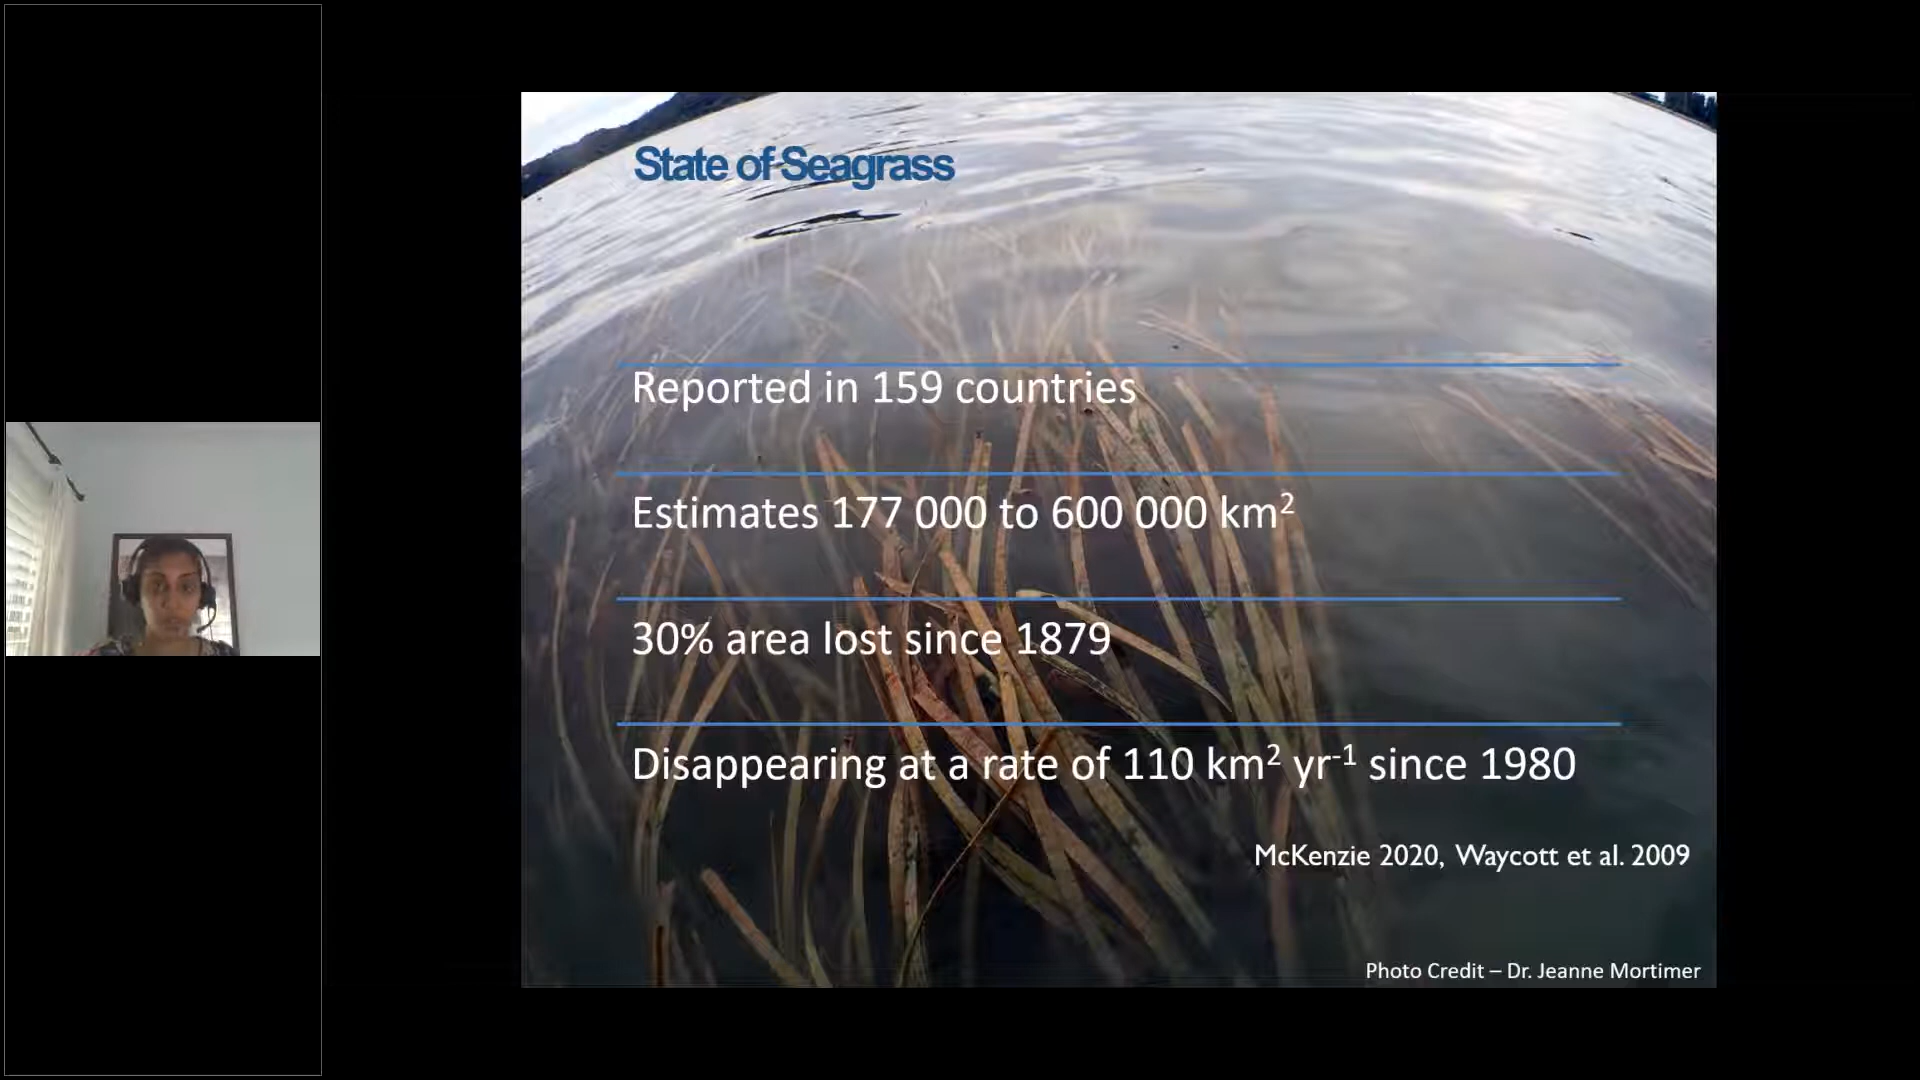 State of Seagrass
Reported in 159 countries
Estimates 177 000 to 600 000 km²
30% area lost since 1879
Disappearing at a rate of 110 km² yr⁻¹ since 1980
McKenzie 2020, Waycott et al. 2009
Photo Credit – Dr. Jeanne Mortimer